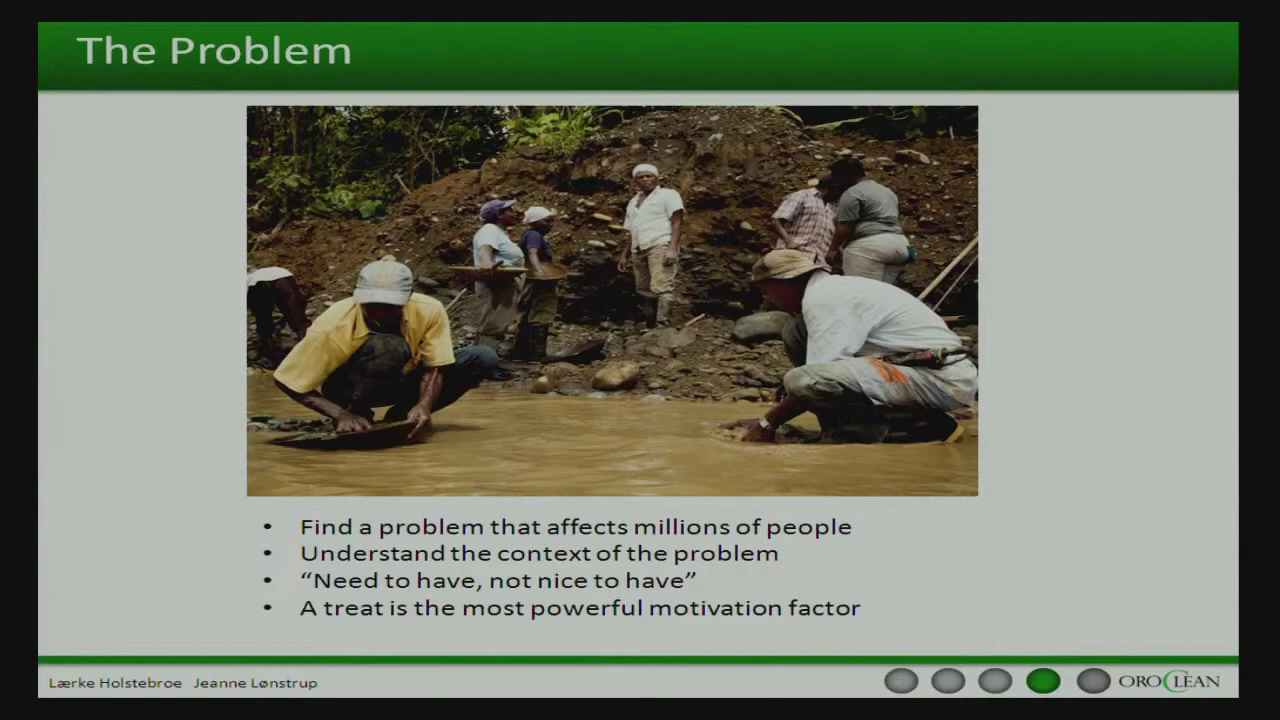 The Problem
• Find a problem that affects millions of people
• Understand the context of the problem
• “Need to have, not nice to have”
• A treat is the most powerful motivation factor
Lærke Holstebroe Jeanne Lønstrup
OROCLEAN